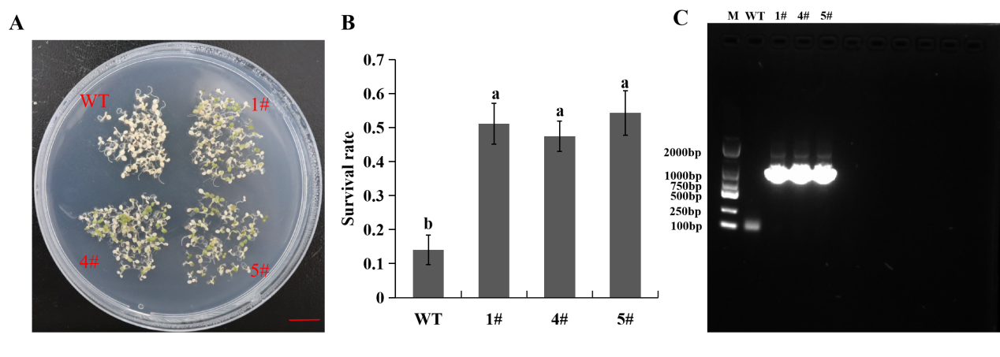 A
WT
1#
4#
5#
B
Survival rate
0.7
0.6
0.5
0.4
0.3
0.2
0.1
0
b
a
a
a
WT 1# 4# 5#
C
M WT 1# 4# 5#
2000bp
1000bp
750bp
500bp
250bp
100bp